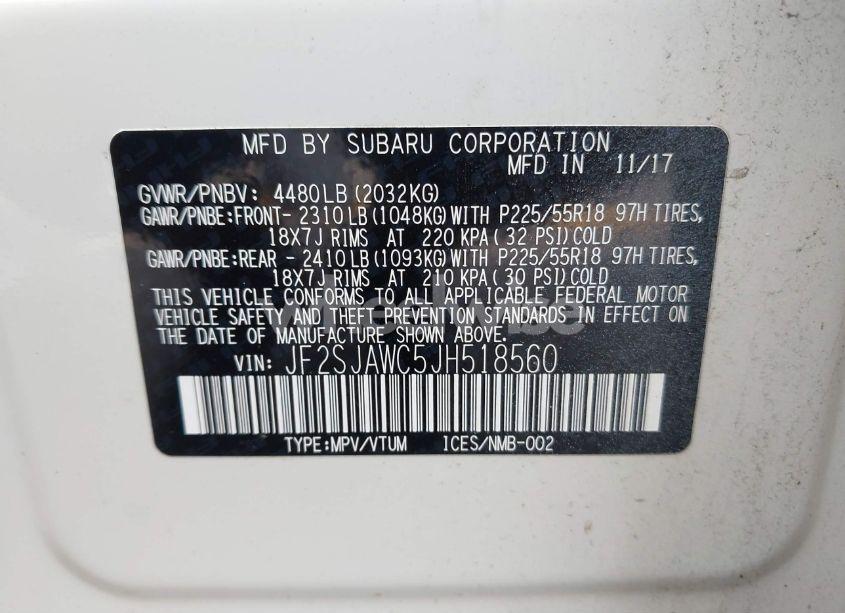 MFD BY SUBARU CORPORATION
MFD IN 11/17
GVWR/PNBV: 4480LB (2032KG)
GAWR/PNBE:FRONT- 2310LB (1048KG) WITH P225/55R18 97H TIRES,
18X7J RIMS AT 220 KPA ( 32 PSI) COLD
GAWR/PNBE:REAR - 2410LB (1093KG) WITH P225/55R18 97H TIRES,
18X7J RIMS AT 210 KPA ( 30 PSI) COLD
THIS VEHICLE CONFORMS TO ALL APPLICABLE FEDERAL MOTOR
VEHICLE SAFETY AND THEFT PREVENTION STANDARDS IN EFFECT ON
THE DATE OF MANUFACTURE SHOWN ABOVE.
VIN: JF2SJAWC5JH518560
TYPE:MPV/VTUM ICES/NMB-002